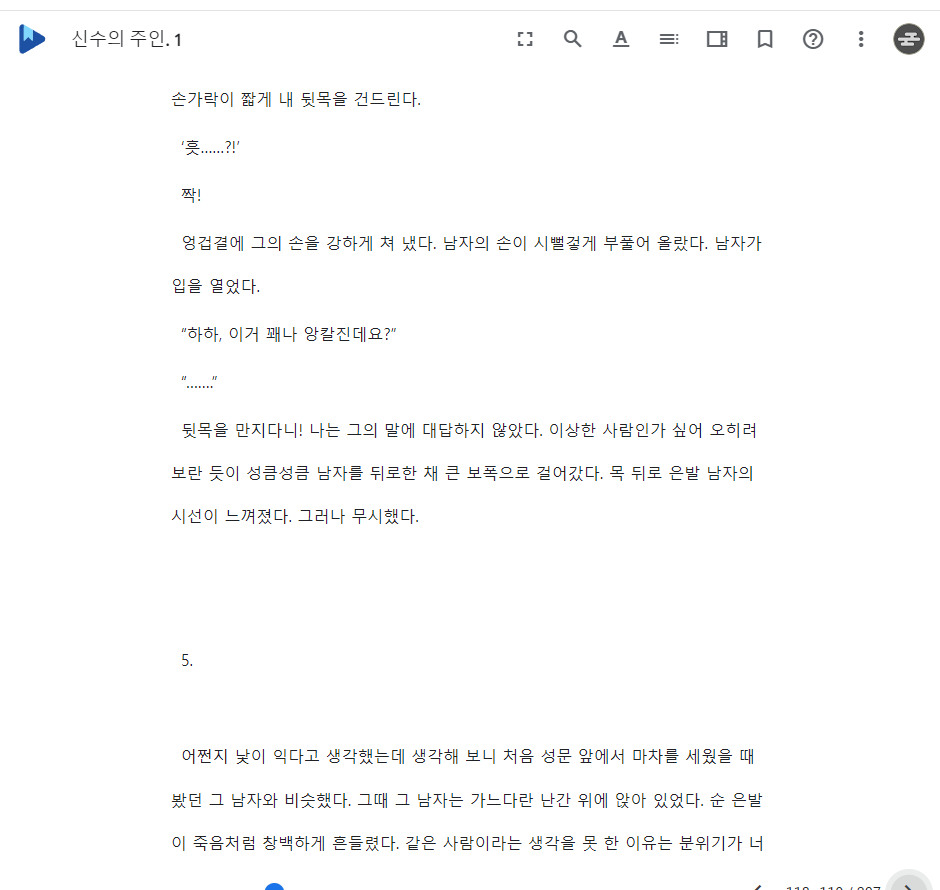 신수의 주인. 1
손가락이 짧게 내 뒷목을 건드린다.
‘흣……?!’
짝!
엉겁결에 그의 손을 강하게 쳐 냈다. 남자의 손이 시뻘겋게 부풀어 올랐다. 남자가
입을 열었다.
“하하, 이거 꽤나 앙칼진데요?”
“…….”
뒷목을 만지다니! 나는 그의 말에 대답하지 않았다. 이상한 사람인가 싶어 오히려
보란 듯이 성큼성큼 남자를 뒤로한 채 큰 보폭으로 걸어갔다. 목 뒤로 은발 남자의
시선이 느껴졌다. 그러나 무시했다.
5.
어쩐지 낯이 익다고 생각했는데 생각해 보니 처음 성문 앞에서 마차를 세웠을 때
봤던 그 남자와 비슷했다. 그때 그 남자는 가느다란 난간 위에 앉아 있었다. 순 은발
이 죽음처럼 창백하게 흔들렸다. 같은 사람이라는 생각을 못 한 이유는 분위기가 너